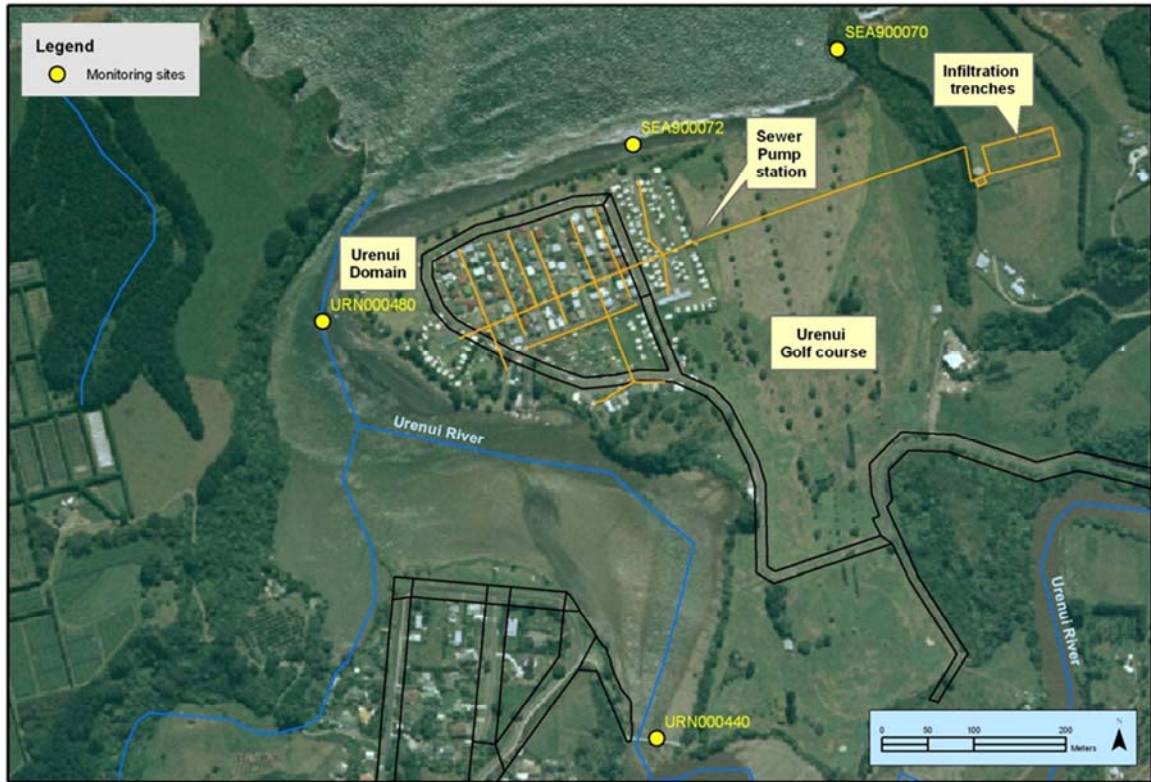 Legend
Monitoring sites
SEA900070
Infiltration
trenches
SEA900072
Sewer
Pump
station
Urenui
Domain
URN000480
Urenui
Golf course
Urenui River
Urenui River
URN000440
N
0 50 100 200
Meters